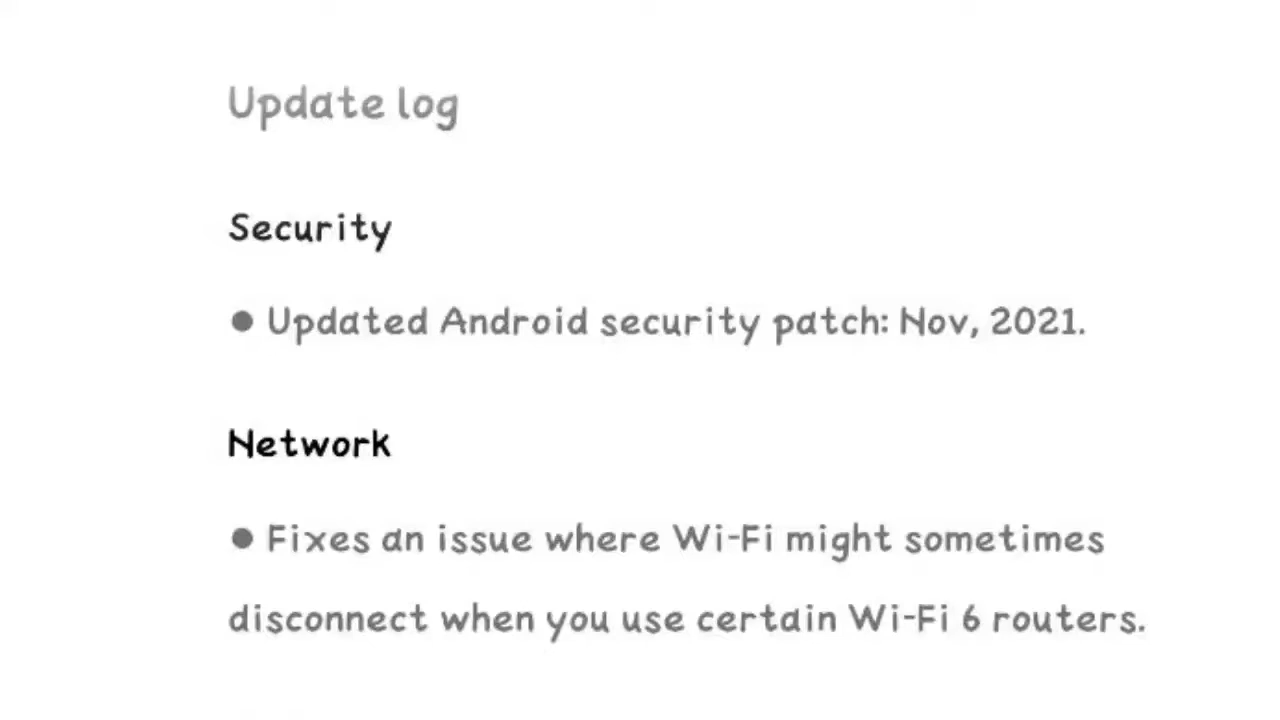 Update log
Security
● Updated Android security patch: Nov, 2021.
Network
● Fixes an issue where Wi-Fi might sometimes
disconnect when you use certain Wi-Fi 6 routers.